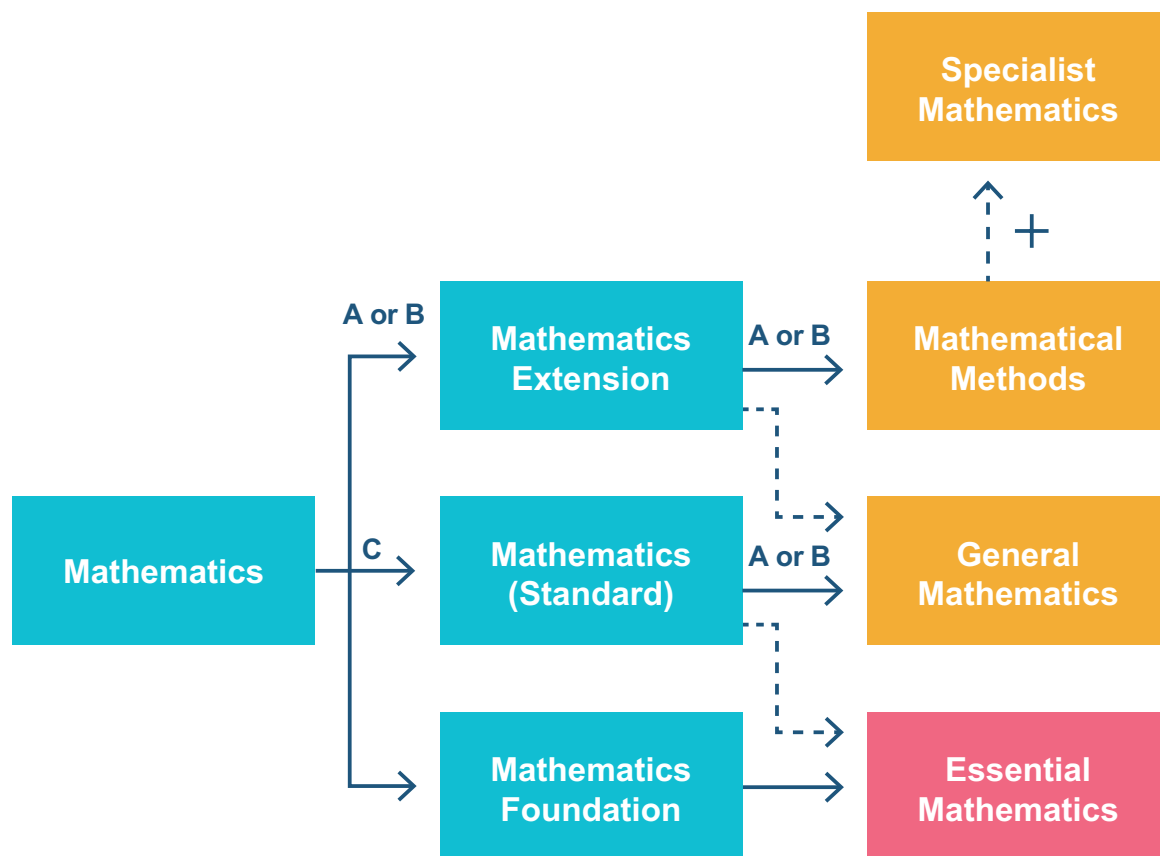 Specialist
Mathematics
+
A or B
Mathematics
Extension
A or B
Mathematical
Methods
Mathematics
C
Mathematics
(Standard)
A or B
General
Mathematics
Mathematics
Foundation
Essential
Mathematics